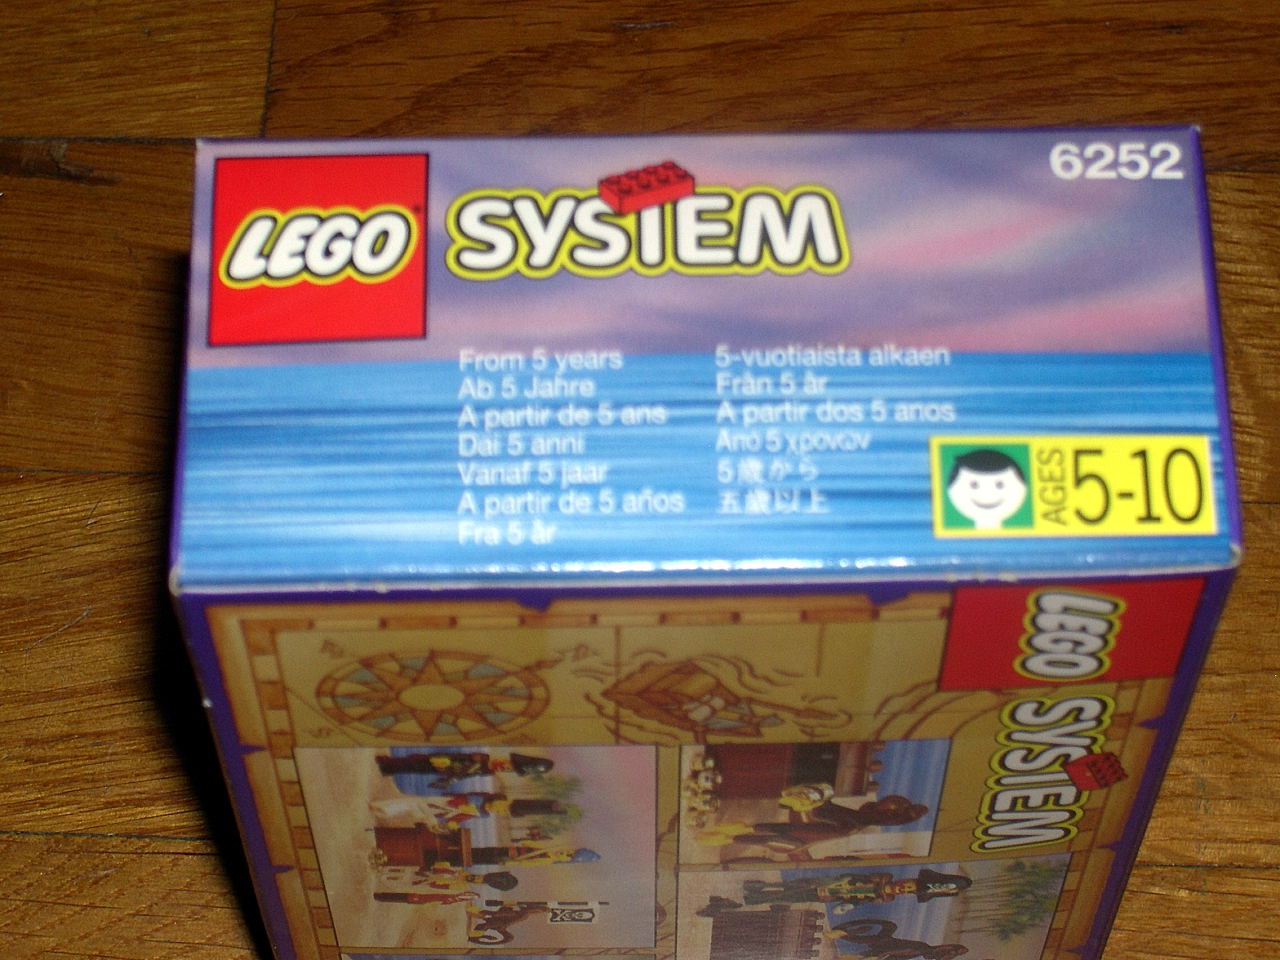 LEGO
SYSTEM
6252
From 5 years
Ab 5 Jahre
A partir de 5 ans
Dai 5 anni
Vanaf 5 jaar
A partir de 5 años
Fra 5 år
5-vuotiaista alkaen
Från 5 år
A partir dos 5 anos
Από 5 χρονων
5歳から
五歲以上
AGES
5-10
LEGO
SYSTEM